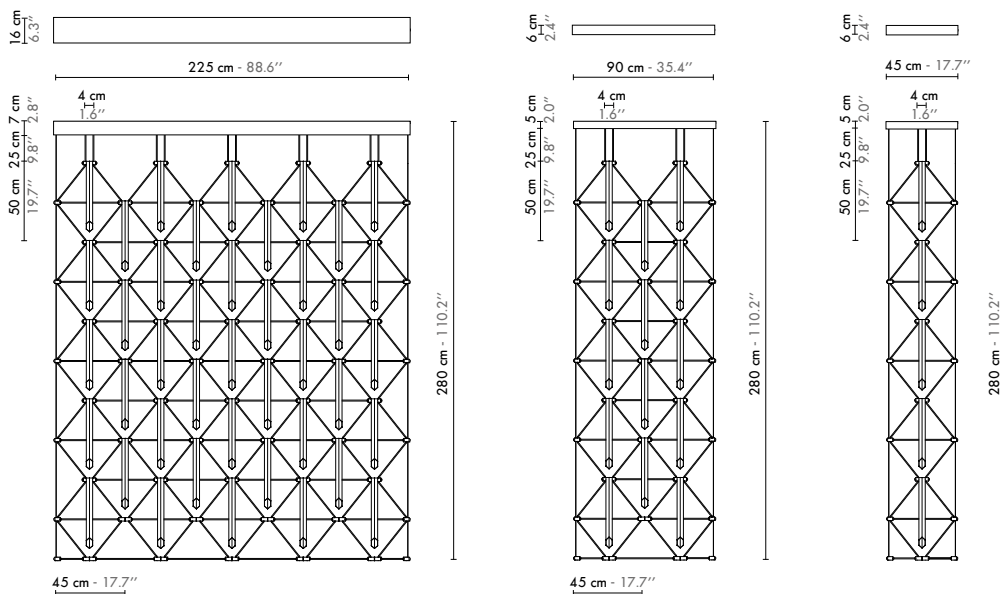 16 cm
6.3’’
225 cm - 88.6’’
4 cm
1.6’’
7 cm
2.8’’
25 cm
9.8’’
50 cm
19.7’’
280 cm - 110.2’’
45 cm - 17.7’’
6 cm
2.4’’
90 cm - 35.4’’
4 cm
1.6’’
5 cm
2.0’’
25 cm
9.8’’
50 cm
19.7’’
280 cm - 110.2’’
45 cm - 17.7’’
6 cm
2.4’’
45 cm - 17.7’’
4 cm
1.6’’
5 cm
2.0’’
25 cm
9.8’’
50 cm
19.7’’
280 cm - 110.2’’